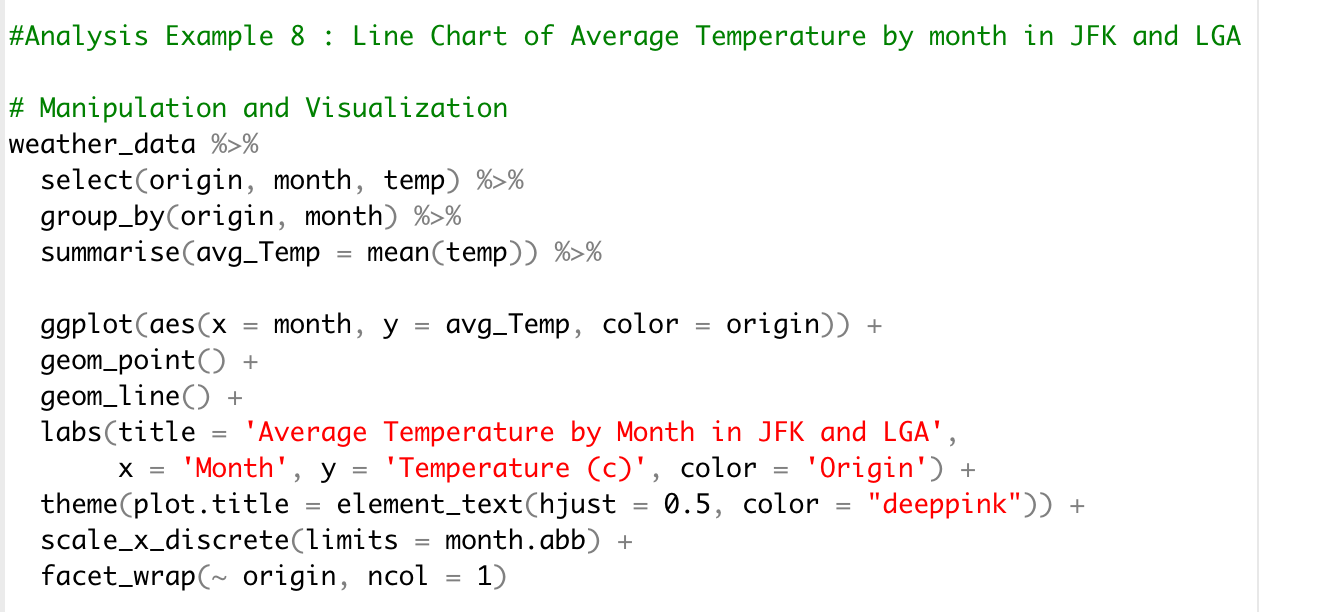 #Analysis Example 8 : Line Chart of Average Temperature by month in JFK and LGA
# Manipulation and Visualization
weather_data %>%
  select(origin, month, temp) %>%
  group_by(origin, month) %>%
  summarise(avg_Temp = mean(temp)) %>%
  ggplot(aes(x = month, y = avg_Temp, color = origin)) +
  geom_point() +
  geom_line() +
  labs(title = 'Average Temperature by Month in JFK and LGA',
       x = 'Month', y = 'Temperature (c)', color = 'Origin') +
  theme(plot.title = element_text(hjust = 0.5, color = "deeppink")) +
  scale_x_discrete(limits = month.abb) +
  facet_wrap(~ origin, ncol = 1)